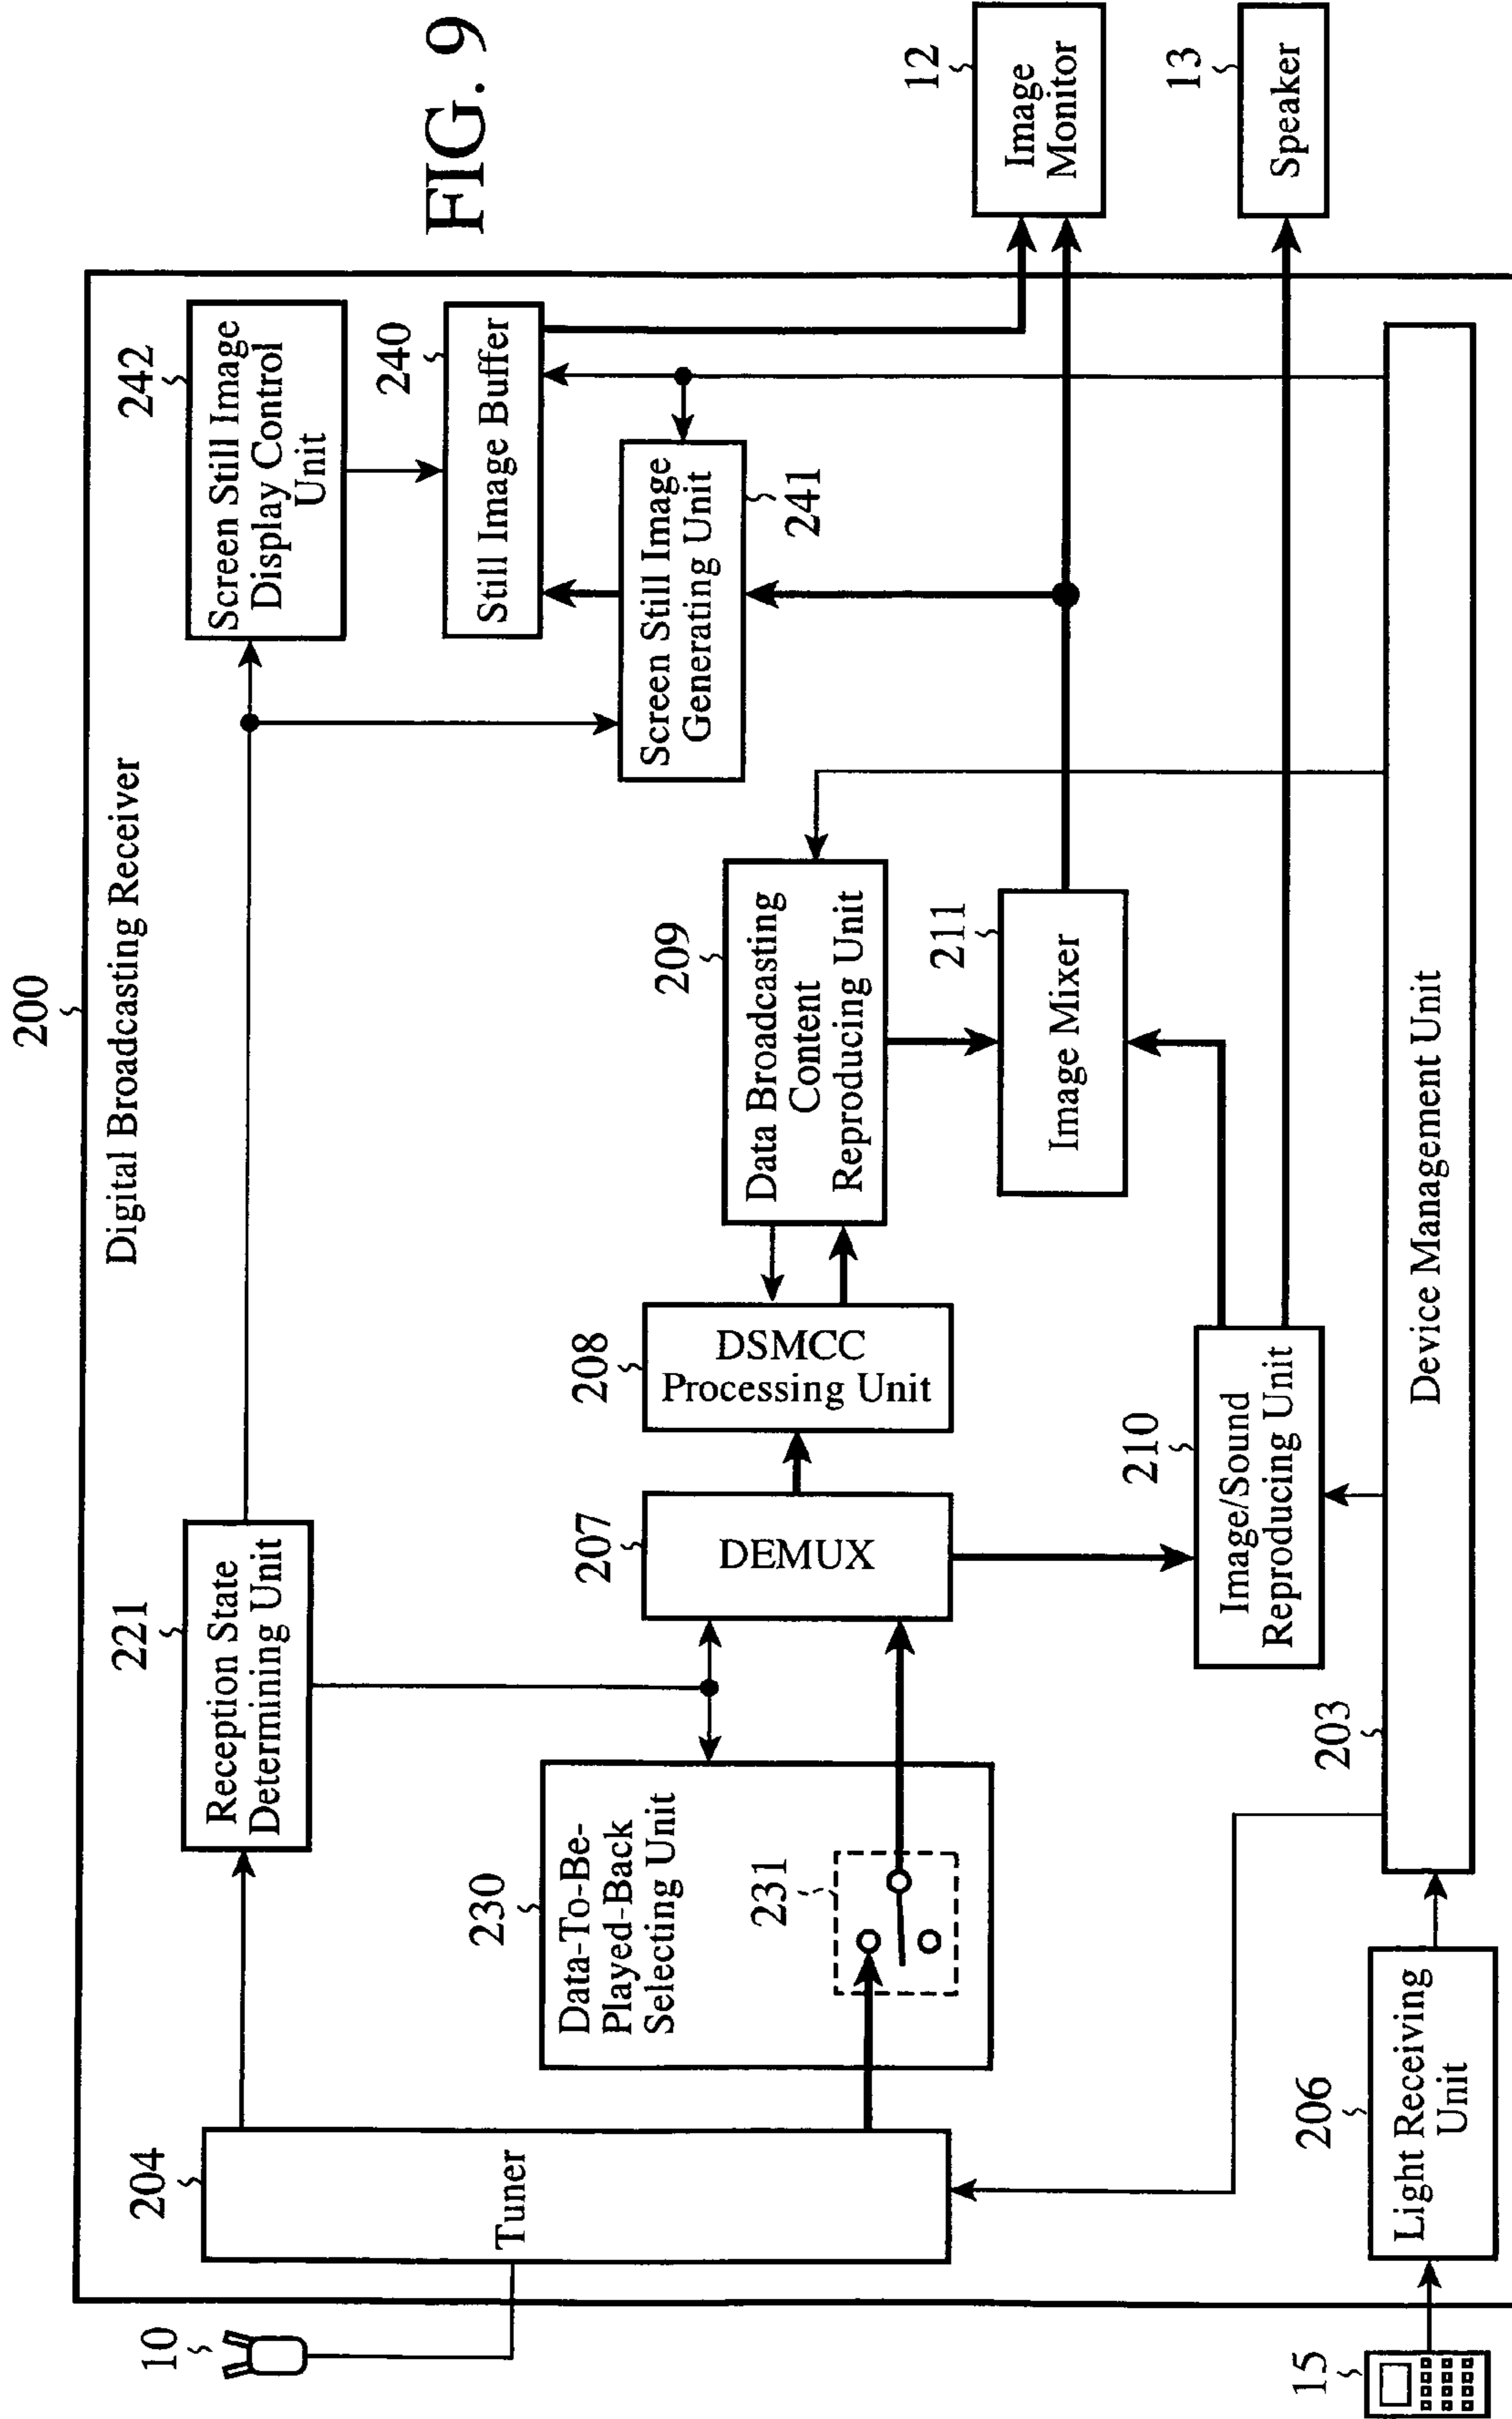 FIG. 9
200
Digital Broadcasting Receiver
10
204
Tuner
221
Reception State
Determining Unit
242
Screen Still Image
Display Control
Unit
240
Still Image Buffer
Screen Still Image
Generating Unit
241
12
Image
Monitor
13
Speaker
230
Data-To-Be-
Played-Back
Selecting Unit
231
207
DEMUX
208
DSMCC
Processing Unit
209
Data Broadcasting
Content
Reproducing Unit
211
Image Mixer
210
Image/Sound
Reproducing Unit
203
Device Management Unit
206
Light Receiving
Unit
15